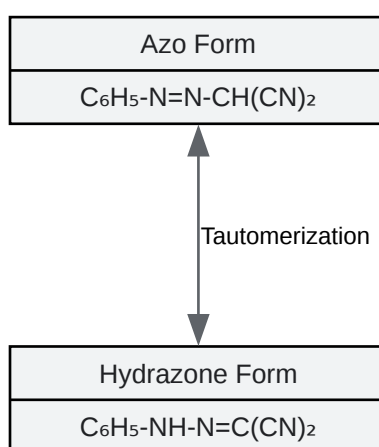 Azo Form
C₆H₅-N=N-CH(CN)₂
Tautomerization
Hydrazone Form
C₆H₅-NH-N=C(CN)₂